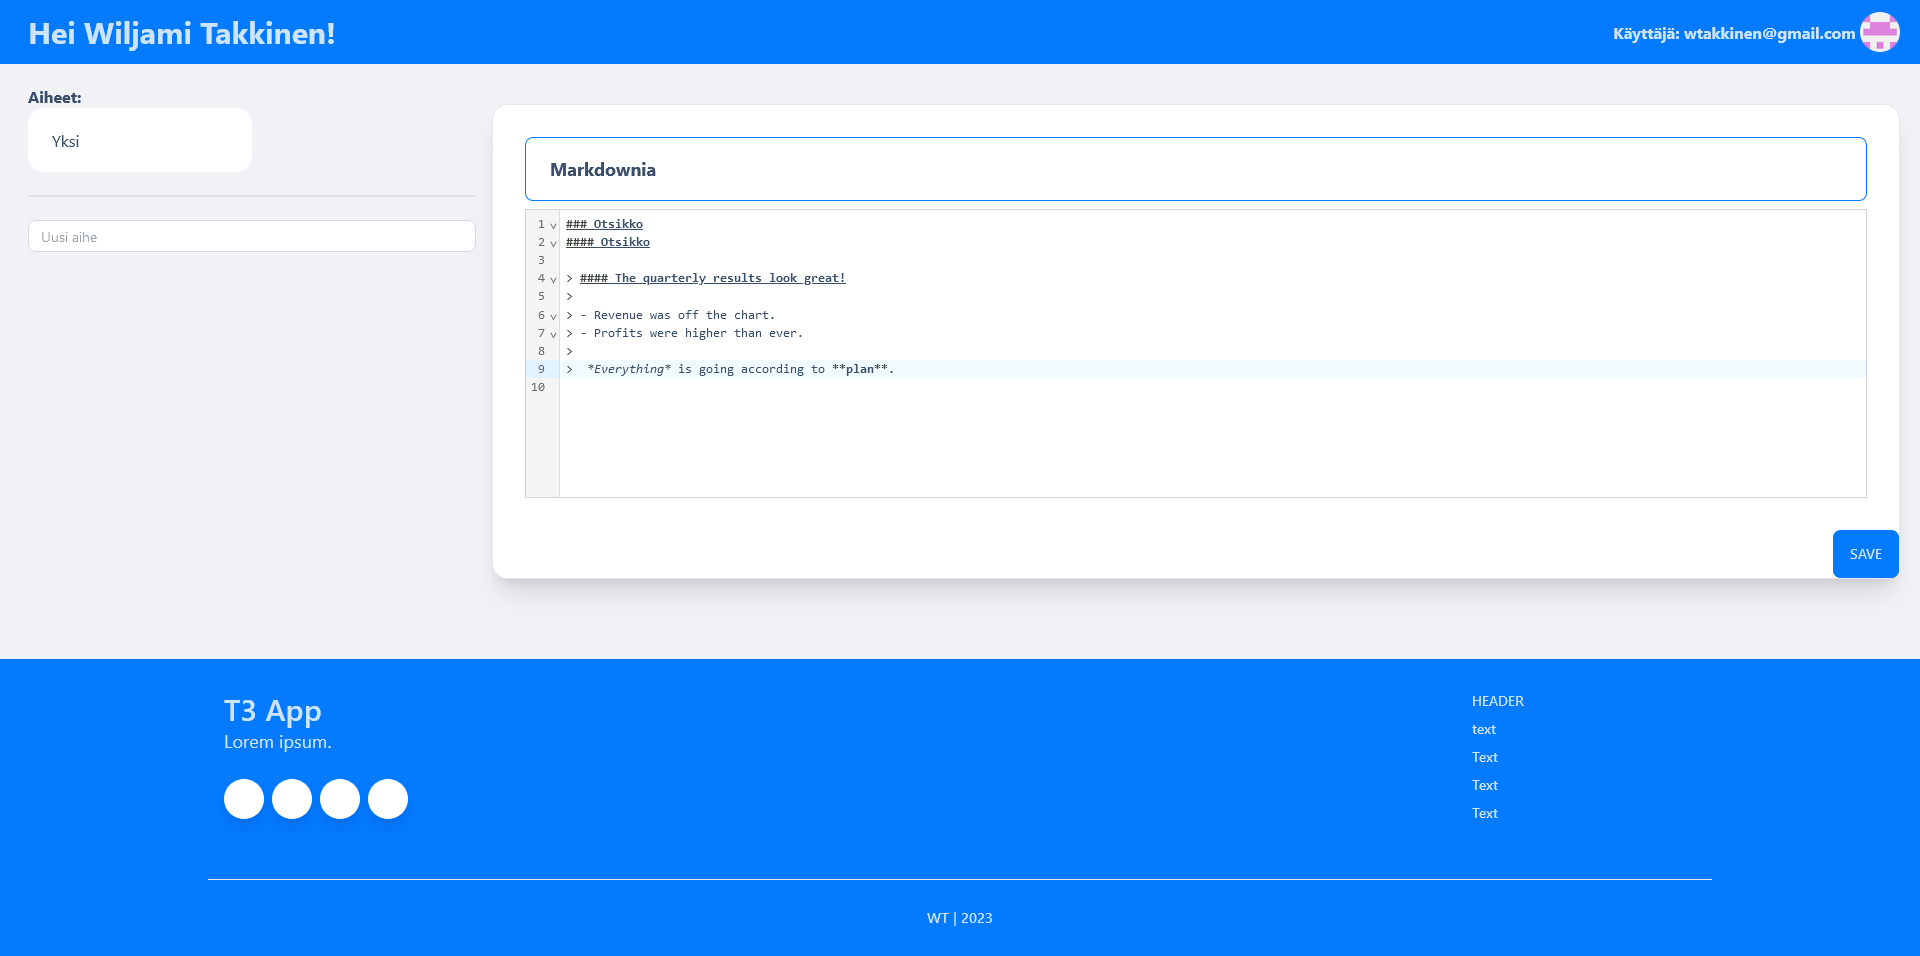 Hei Wiljami Takkinen!
Käyttäjä: wtakkinen@gmail.com
Aiheet:
Yksi
Uusi aihe
Markdownia
1 ### Otsikko
2 #### Otsikko
3
4 > #### The quarterly results look great!
5 >
6 > - Revenue was off the chart.
7 > - Profits were higher than ever.
8 >
9 >  *Everything* is going according to **plan**.
10
SAVE
T3 App
Lorem ipsum.
HEADER
text
Text
Text
Text
WT | 2023